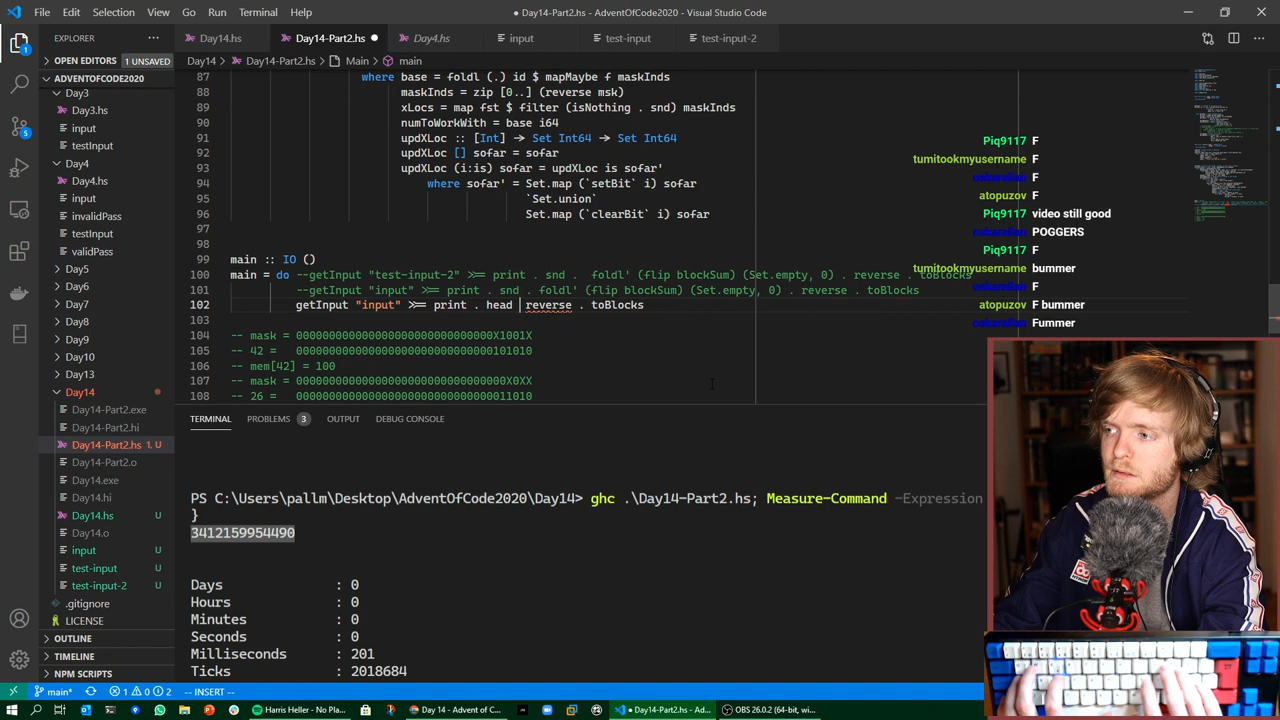 File Edit Selection View Go Run Terminal Help
● Day14-Part2.hs - AdventOfCode2020 - Visual Studio Code
EXPLORER
OPEN EDITORS 1 UNSAVED
ADVENTOFCODE2020
Day3
Day3.hs
input
testInput
Day4
Day4.hs
input
invalidPass
testInput
validPass
Day5
Day6
Day7
Day8
Day9
Day10
Day13
Day14
Day14-Part2.exe
Day14-Part2.hi
Day14-Part2.hs 1, U
Day14-Part2.o
Day14.exe
Day14.hi
Day14.hs U
Day14.o
input U
test-input U
test-input-2 U
.gitignore
LICENSE
OUTLINE
TIMELINE
NPM SCRIPTS
Day14.hs Day14-Part2.hs Day4.hs input test-input test-input-2
Day14 > Day14-Part2.hs > Main > main
87 where base = foldl (.) id $ mapMaybe f maskInds
88 maskInds = zip [0..] (reverse msk)
89 xLocs = map fst $ filter (isNothing . snd) maskInds
90 numToWorkWith = base i64
91 updXLoc :: [Int] -> Set Int64 -> Set Int64
92 updXLoc [] sofar = sofar
93 updXLoc (i:is) sofar = updXLoc is sofar'
94 where sofar' = Set.map (`setBit` i) sofar
95 `Set.union`
96 Set.map (`clearBit` i) sofar
97
98
99 main :: IO ()
100 main = do --getInput "test-input-2" >>= print . snd . foldl' (flip blockSum) (Set.empty, 0) . reverse . toBlocks
101 --getInput "input" >>= print . snd . foldl' (flip blockSum) (Set.empty, 0) . reverse . toBlocks
102 getInput "input" >>= print . head reverse toBlocks
103
104 -- mask = 000000000000000000000000000000X1001X
105 -- 42 = 000000000000000000000000000000101010
106 -- mem[42] = 100
107 -- mask = 00000000000000000000000000000000X0XX
108 -- 26 = 000000000000000000000000000000011010
Piq9117 F
tumitookmyusername F
F
atopuzov F
Piq9117 video still good
POGGERS
Piq9117 F
tumitookmyusername bummer
atopuzov F bummer
Fummer
TERMINAL PROBLEMS 3 OUTPUT DEBUG CONSOLE
PS C:\Users\pallm\Desktop\AdventOfCode2020\Day14> ghc .\Day14-Part2.hs; Measure-Command -Expression
}
3412159954490
Days : 0
Hours : 0
Minutes : 0
Seconds : 0
Milliseconds : 201
Ticks : 2018684
main* 1 0 2 -- INSERT --
Harris Heller - No Pla... Day 14 - Advent of C... Day14-Part2.hs - Ad... OBS 26.0.2 (64-bit, wi...